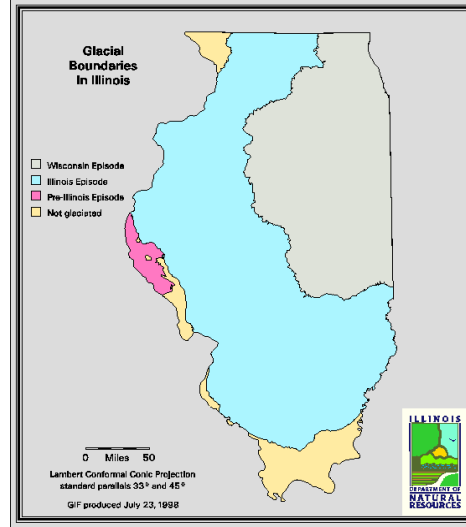 Glacial
Boundaries
In Illinois
Wisconsin Episode
Illinois Episode
Pre-Illinois Episode
Not glaciated
0 Miles 50
Lambert Conformal Conic Projection
standard parallels 33° and 45°
GIF produced July 23, 1998
ILLINOIS
DEPARTMENT OF
NATURAL
RESOURCES